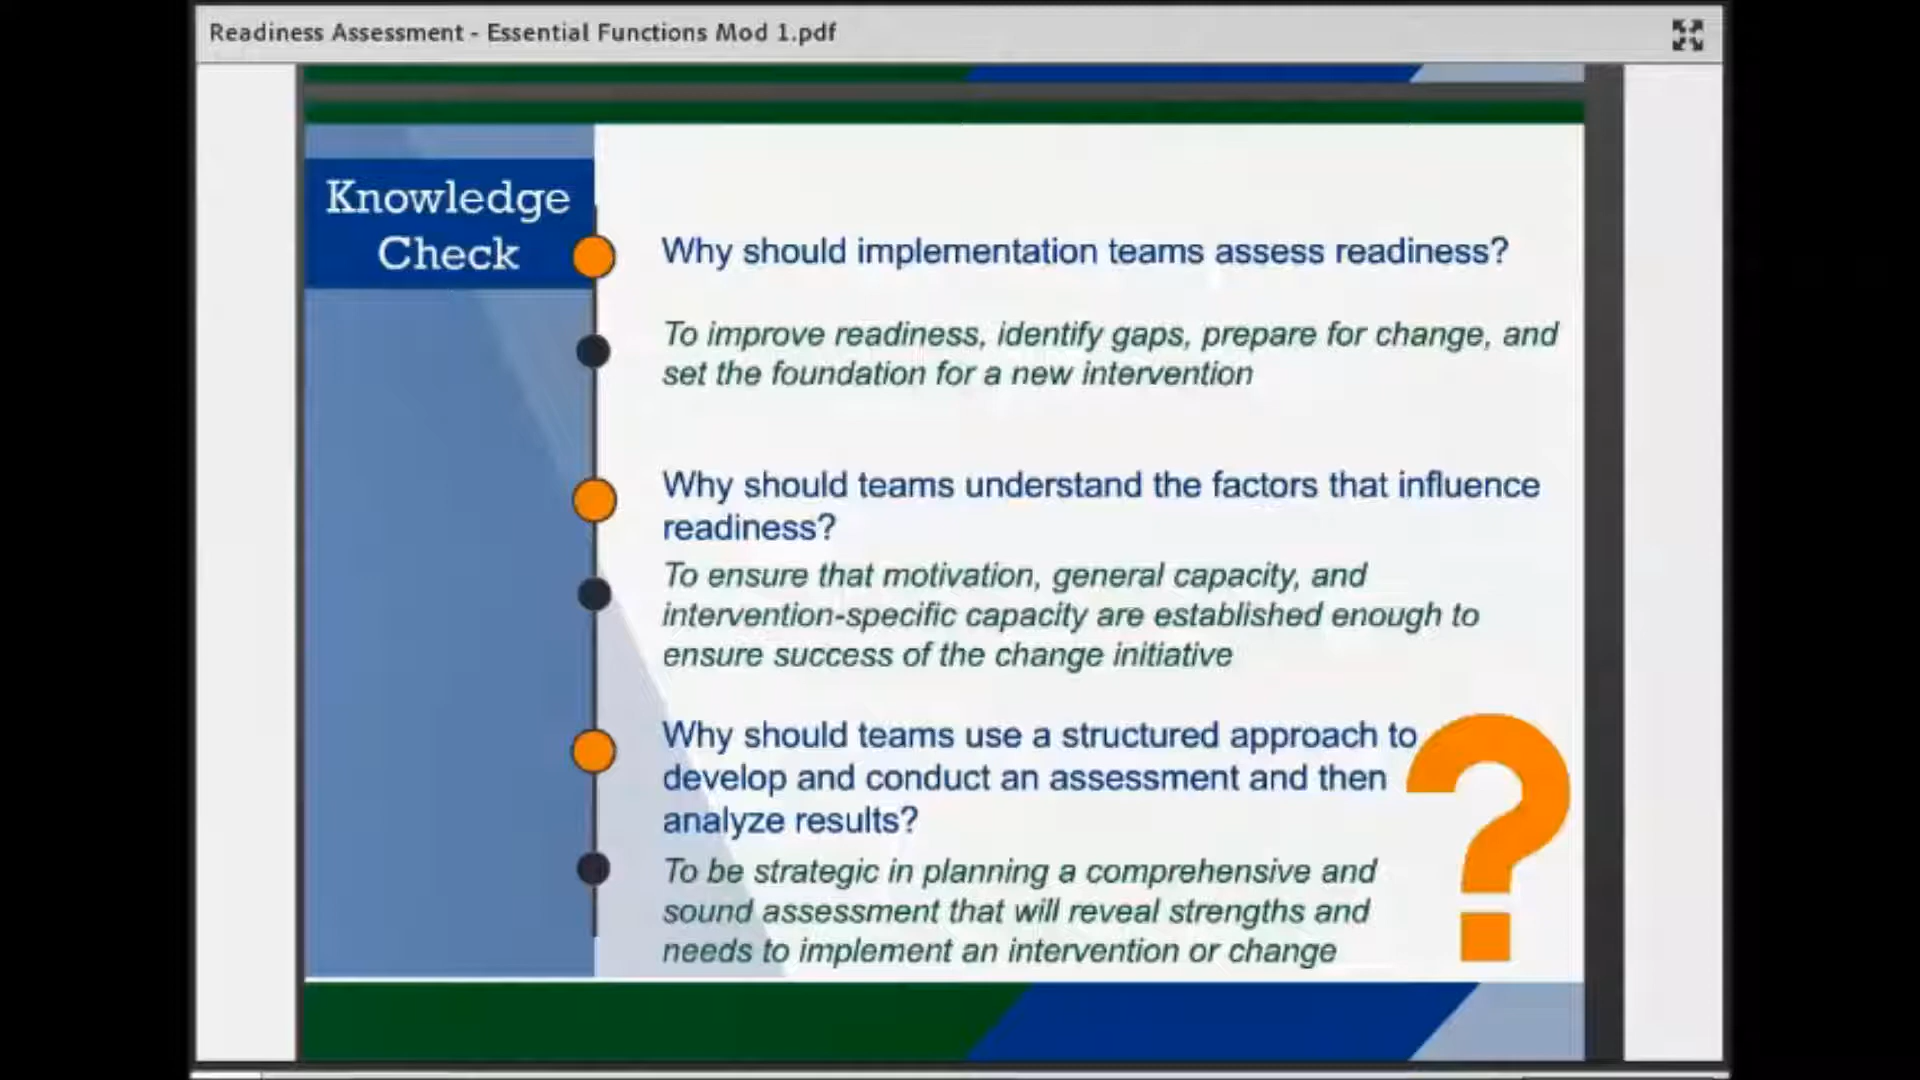 Readiness Assessment - Essential Functions Mod 1.pdf
Knowledge
Check
Why should implementation teams assess readiness?
To improve readiness, identify gaps, prepare for change, and
set the foundation for a new intervention
Why should teams understand the factors that influence
readiness?
To ensure that motivation, general capacity, and
intervention-specific capacity are established enough to
ensure success of the change initiative
Why should teams use a structured approach to
develop and conduct an assessment and then
analyze results?
To be strategic in planning a comprehensive and
sound assessment that will reveal strengths and
needs to implement an intervention or change
?